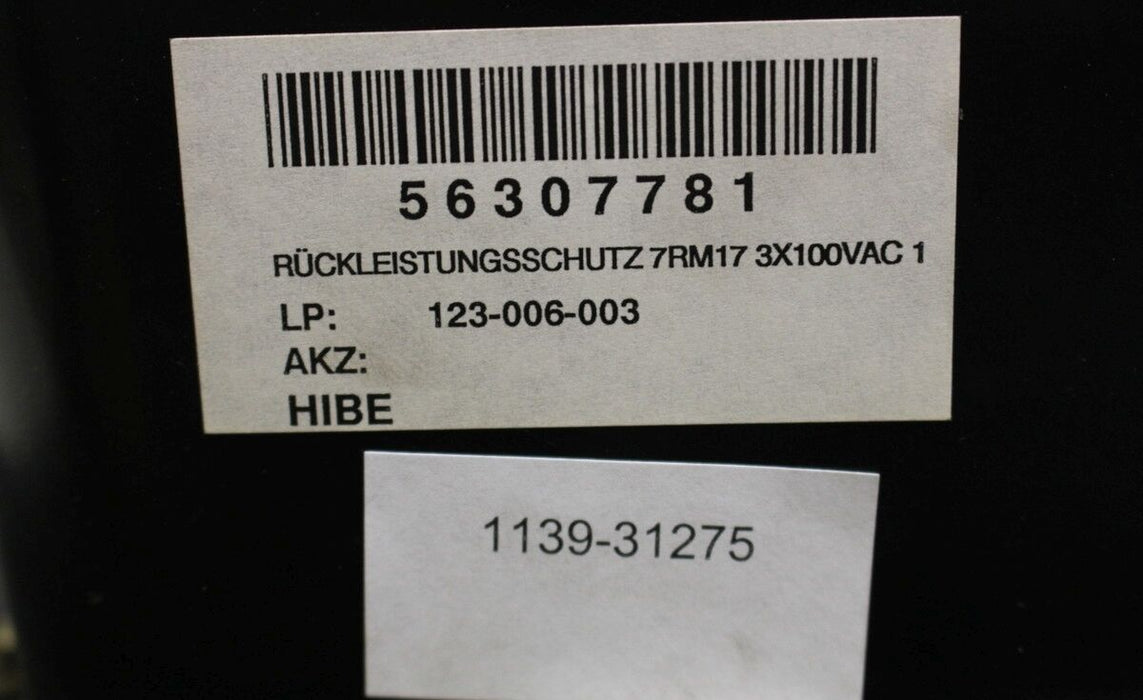 56307781
RÜCKLEISTUNGSSCHUTZ 7RM17 3X100VAC 1
LP: 123-006-003
AKZ:
HIBE
1139-31275